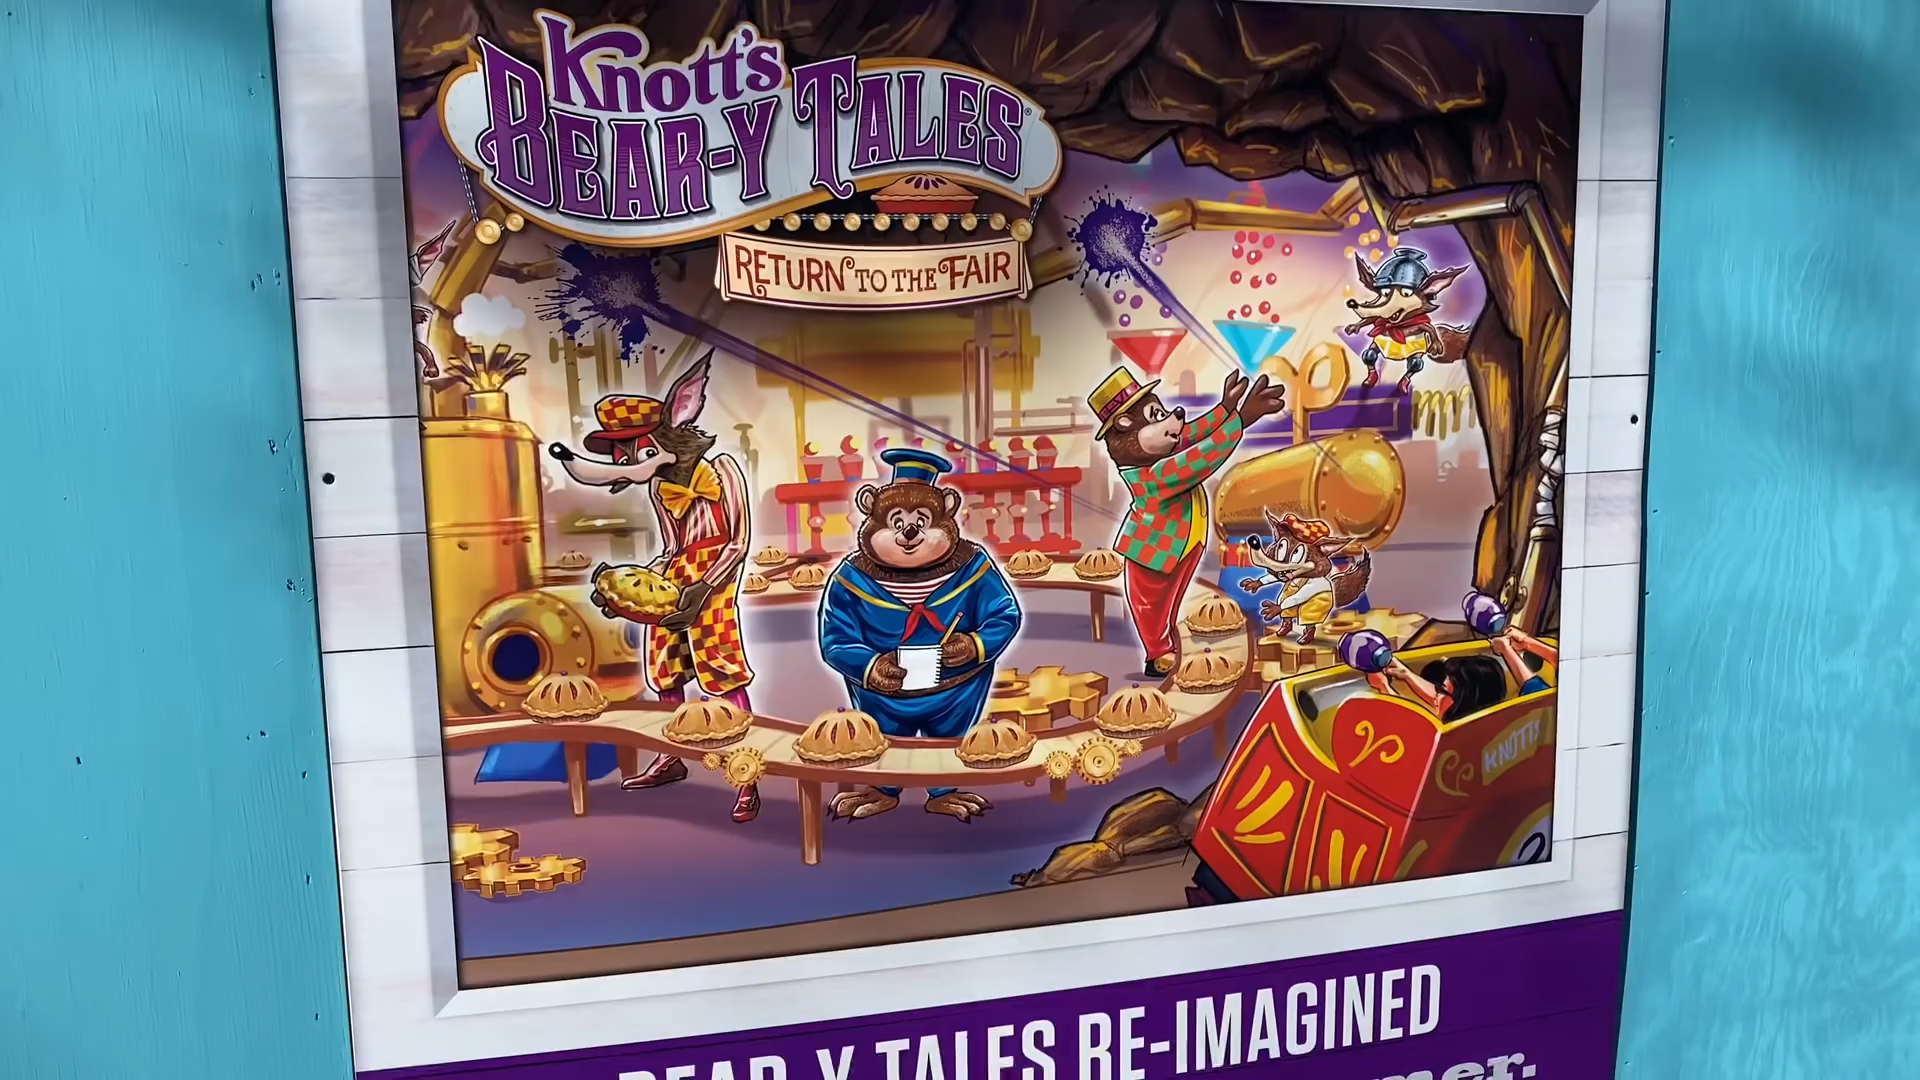 Knott's
BEAR-Y TALES®
RETURN TO THE FAIR
KNOTT'S
BEAR-Y TALES RE-IMAGINED